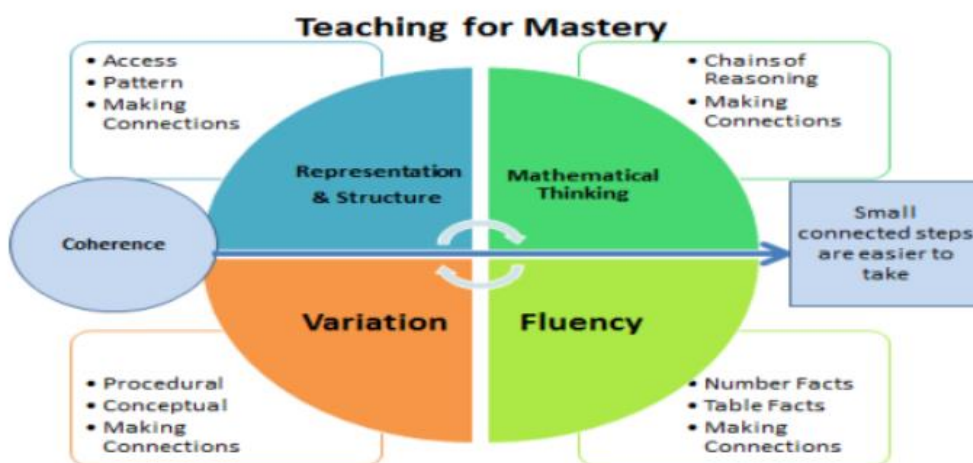 Teaching for Mastery
• Access
• Pattern
• Making
Connections
• Chains of
Reasoning
• Making
Connections
Representation
& Structure
Mathematical
Thinking
Coherence
Small
connected steps
are easier to
take
Variation
Fluency
• Procedural
• Conceptual
• Making
Connections
• Number Facts
• Table Facts
• Making
Connections